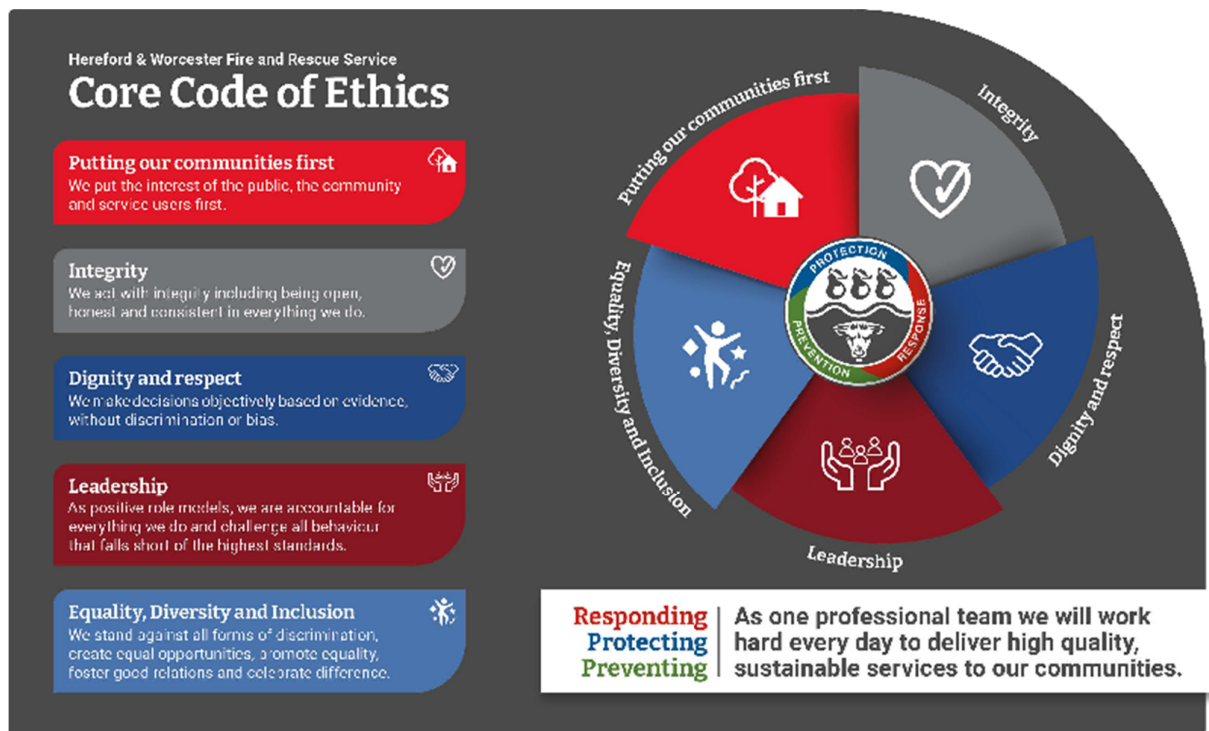 Hereford & Worcester Fire and Rescue Service
Core Code of Ethics
Putting our communities first
We put the interest of the public, the community
and service users first.
Integrity
We act with integrity including being open,
honest and consistent in everything we do.
Dignity and respect
We make decisions objectively based on evidence,
without discrimination or bias.
Leadership
As positive role models, we are accountable for
everything we do and challenge all behaviour
that falls short of the highest standards.
Equality, Diversity and Inclusion
We stand against all forms of discrimination,
create equal opportunities, promote equality,
foster good relations and celebrate difference.
Putting our communities first
Integrity
Dignity and respect
Leadership
Equality, Diversity and Inclusion
PROTECTION
RESPONSE
PREVENTION
Responding
Protecting
Preventing
As one professional team we will work
hard every day to deliver high quality,
sustainable services to our communities.